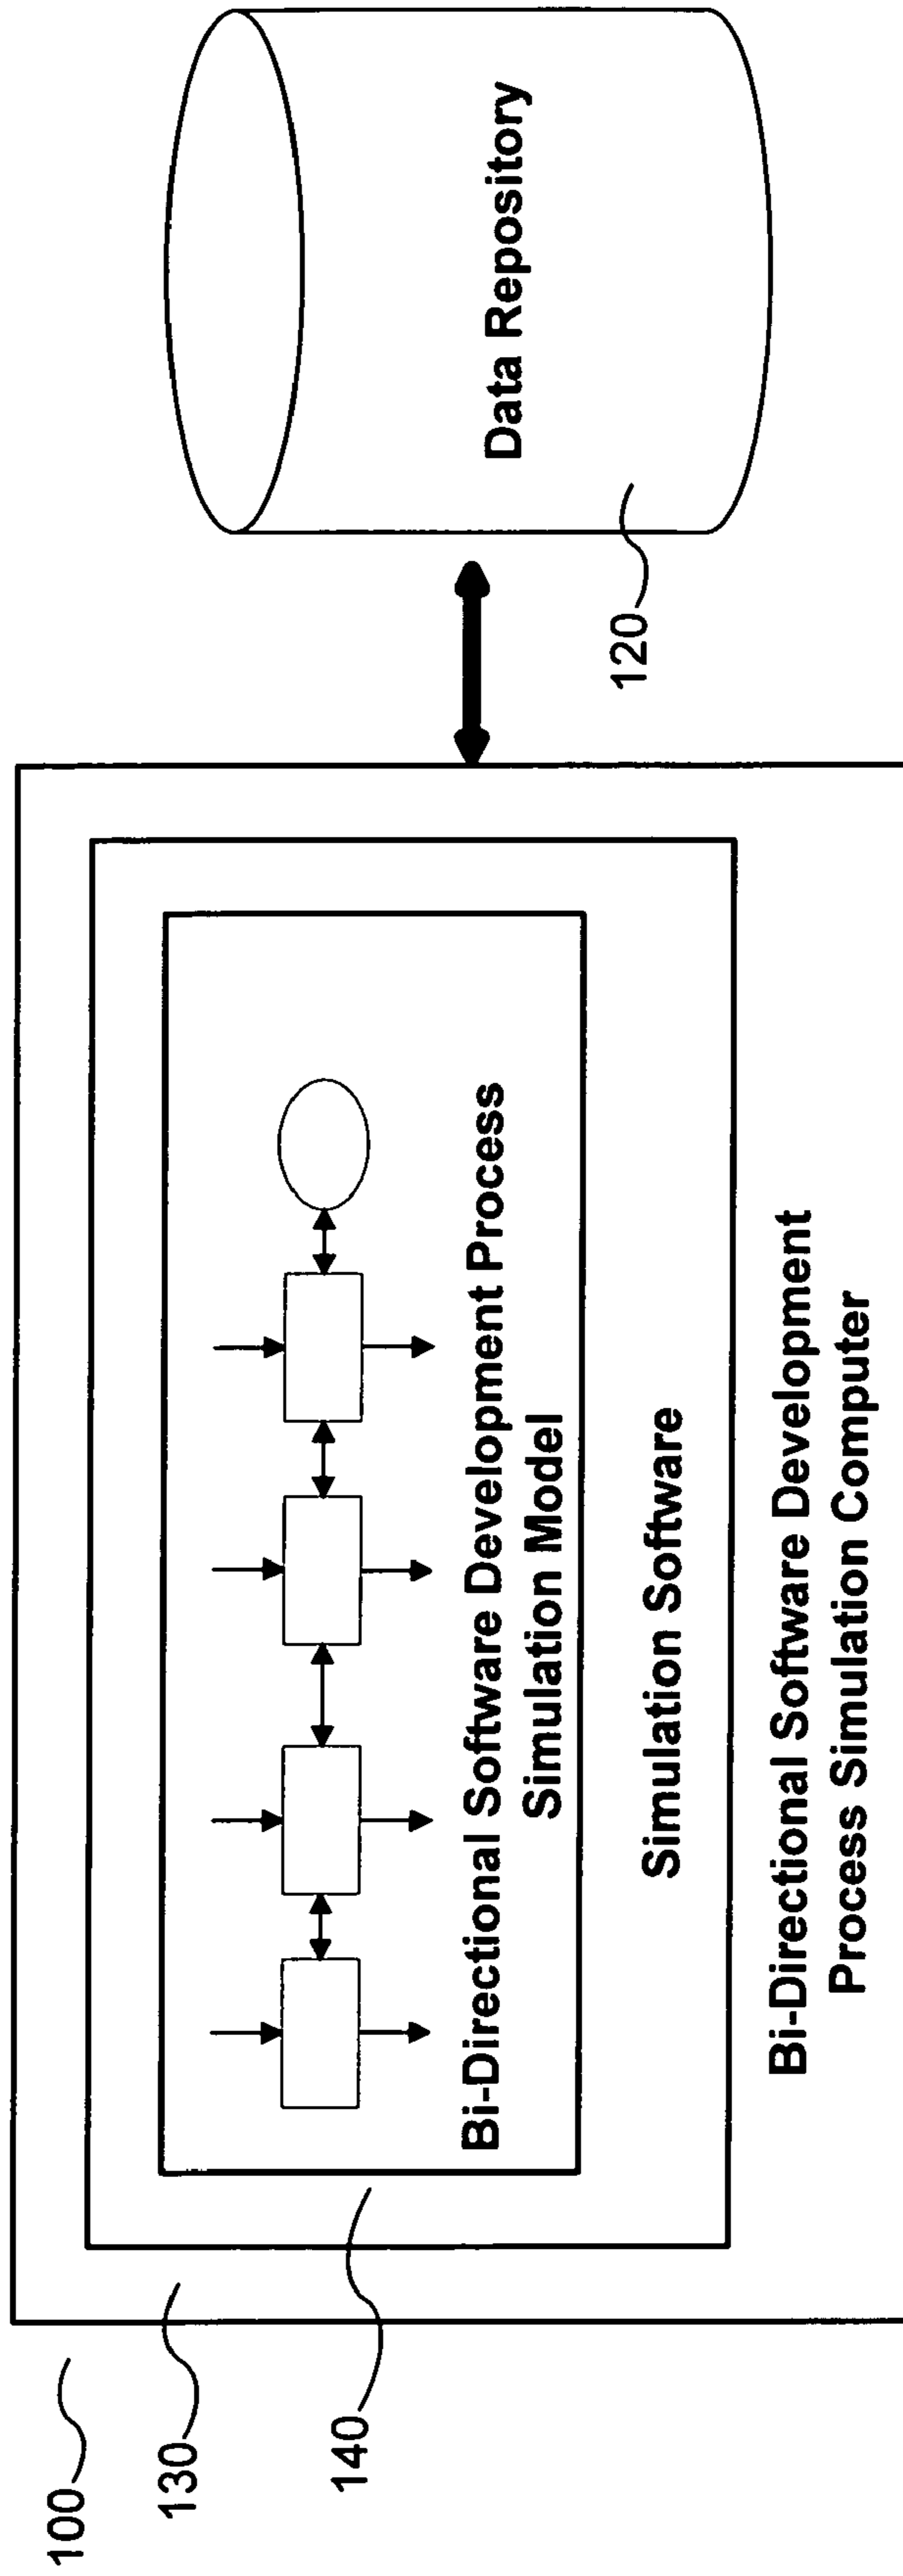 100
130
140
Bi-Directional Software Development Process
Simulation Model
Simulation Software
Bi-Directional Software Development
Process Simulation Computer
120
Data Repository